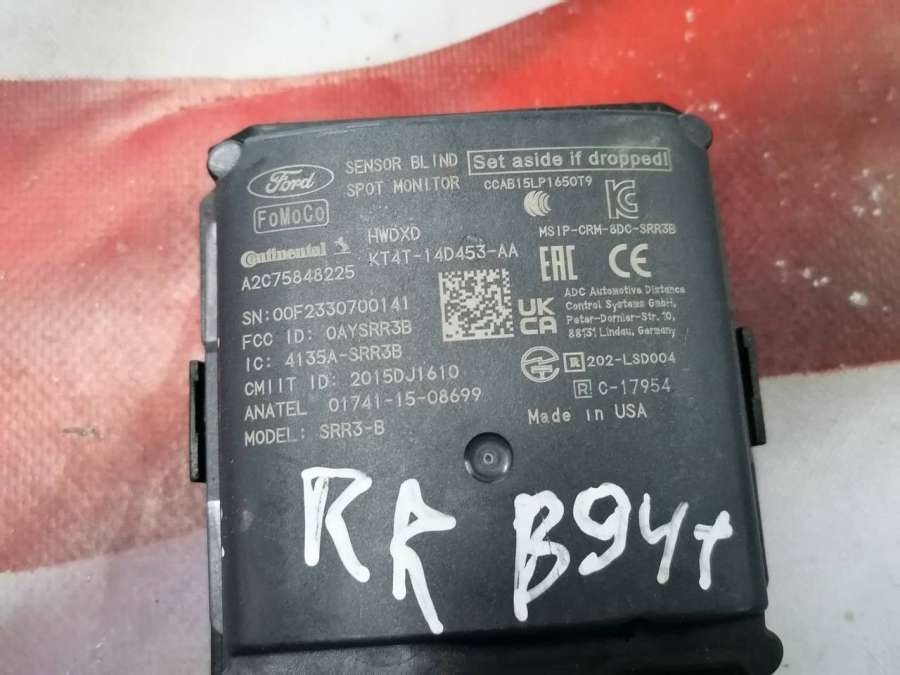 Ford
SENSOR BLIND
SPOT MONITOR
Set aside if dropped!
CCAB15LP1650T9
FoMoCo
HWDXD
MSIP-CRM-8DC-SRR3B
Continental
KT4T-14D453-AA
A2C75848225
EAC CE
ADC Automotive Distance
Control Systems GmbH,
Peter-Dornier-Str. 10,
88131 Lindau, Germany
UK
CA
SN:00F2330700141
FCC ID: OAYSRR3B
IC: 4135A-SRR3B
R 202-LSD004
CMIIT ID: 2015DJ1610
R C-17954
ANATEL 01741-15-08699
Made in USA
MODEL: SRR3-B
RR B94t